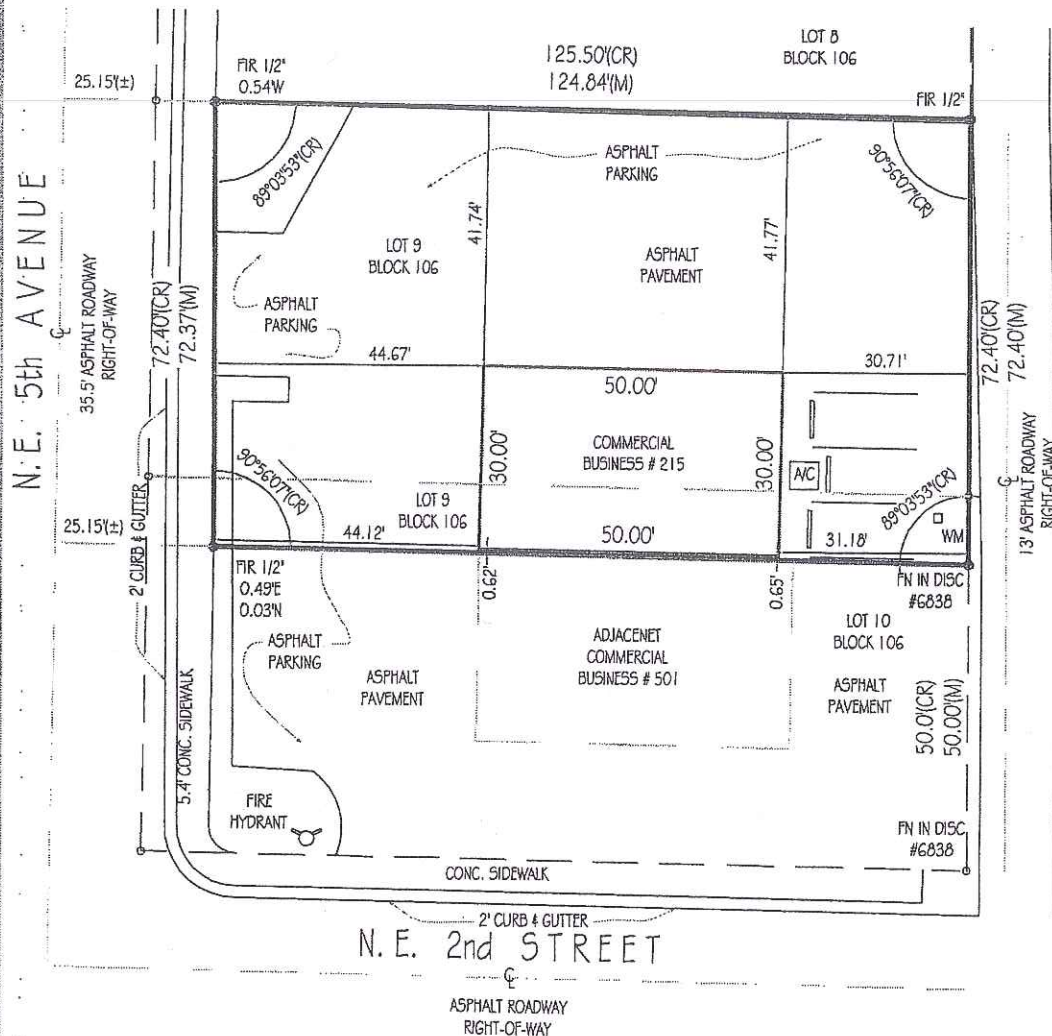 LOT 8
BLOCK 106
125.50'(CR)
124.84'(M)
FIR 1/2"
0.54'W
25.15'(±)
FIR 1/2"
89°03'53"(CR)
90°56'07"(CR)
ASPHALT
PARKING
N.E. 5th AVENUE
℄
35.5' ASPHALT ROADWAY
RIGHT-OF-WAY
72.40'(CR)
72.37'(M)
LOT 9
BLOCK 106
41.74'
ASPHALT
PAVEMENT
41.77'
ASPHALT
PARKING
44.67'
50.00'
30.71'
72.40'(CR)
72.40'(M)
COMMERCIAL
BUSINESS # 215
30.00'
30.00'
A/C
90°56'07"(CR)
LOT 9
BLOCK 106
89°03'53"(CR)
WM
℄
13' ASPHALT ROADWAY
RIGHT-OF-WAY
25.15'(±)
2' CURB & GUTTER
44.12'
50.00'
31.18'
FIR 1/2"
0.49'E
0.03'N
0.62'
0.65'
FN IN DISC
#6838
ASPHALT
PARKING
ADJACENET
COMMERCIAL
BUSINESS # 501
LOT 10
BLOCK 106
ASPHALT
PAVEMENT
ASPHALT
PAVEMENT
50.0'(CR)
50.00'(M)
5.4' CONC. SIDEWALK
FIRE
HYDRANT
FN IN DISC
#6838
CONC. SIDEWALK
2' CURB & GUTTER
N.E. 2nd STREET
℄
ASPHALT ROADWAY
RIGHT-OF-WAY